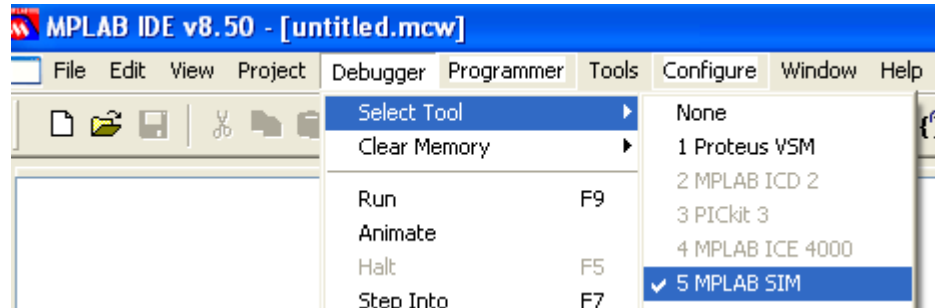 MPLAB IDE v8.50 - [untitled.mcw]
File Edit View Project Debugger Programmer Tools Configure Window Help
Select Tool
Clear Memory
Run F9
Animate
Halt F5
Step Into F7
None
1 Proteus VSM
2 MPLAB ICD 2
3 PICkit 3
4 MPLAB ICE 4000
5 MPLAB SIM